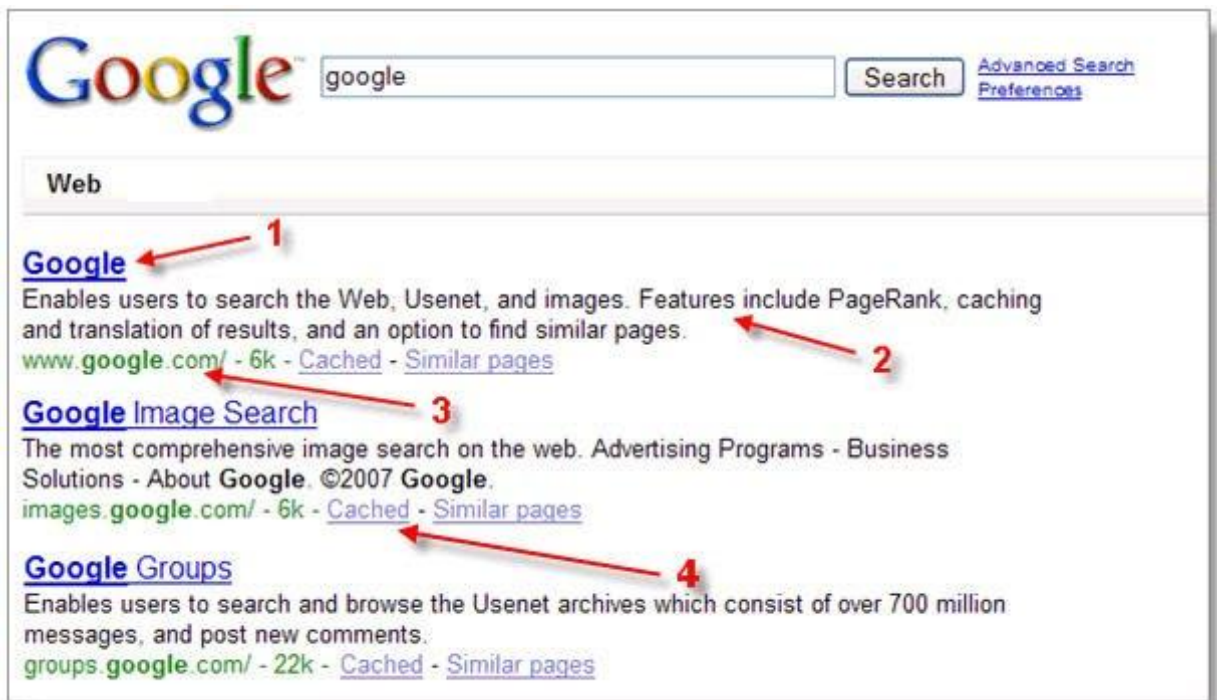 Google™ google Search Advanced Search
Preferences
Web
1
Google
Enables users to search the Web, Usenet, and images. Features include PageRank, caching
and translation of results, and an option to find similar pages.
2
www.google.com/ - 6k - Cached - Similar pages
3
Google Image Search
The most comprehensive image search on the web. Advertising Programs - Business
Solutions - About Google. ©2007 Google.
images.google.com/ - 6k - Cached - Similar pages
4
Google Groups
Enables users to search and browse the Usenet archives which consist of over 700 million
messages, and post new comments.
groups.google.com/ - 22k - Cached - Similar pages